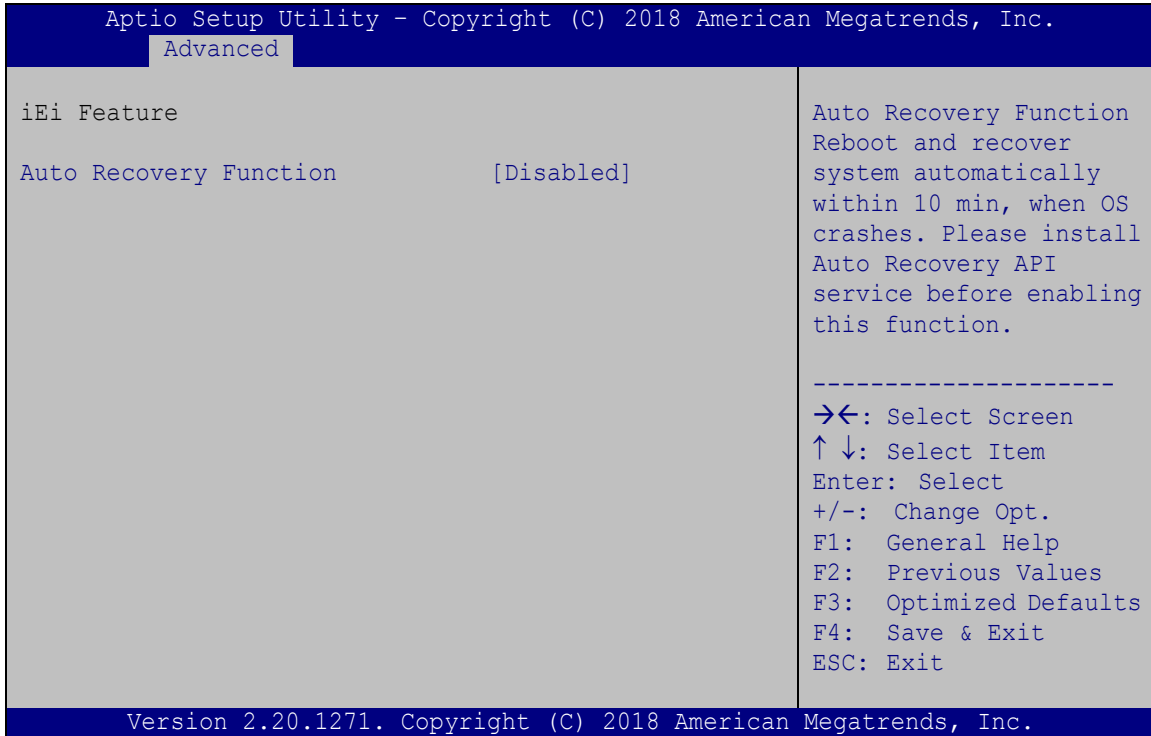 Aptio Setup Utility – Copyright (C) 2018 American Megatrends, Inc.
Advanced
iEi Feature
Auto Recovery Function [Disabled]
Auto Recovery Function
Reboot and recover
system automatically
within 10 min, when OS
crashes. Please install
Auto Recovery API
service before enabling
this function.
---------------------
→←: Select Screen
↑ ↓: Select Item
Enter: Select
+/-: Change Opt.
F1: General Help
F2: Previous Values
F3: Optimized Defaults
F4: Save & Exit
ESC: Exit
Version 2.20.1271. Copyright (C) 2018 American Megatrends, Inc.